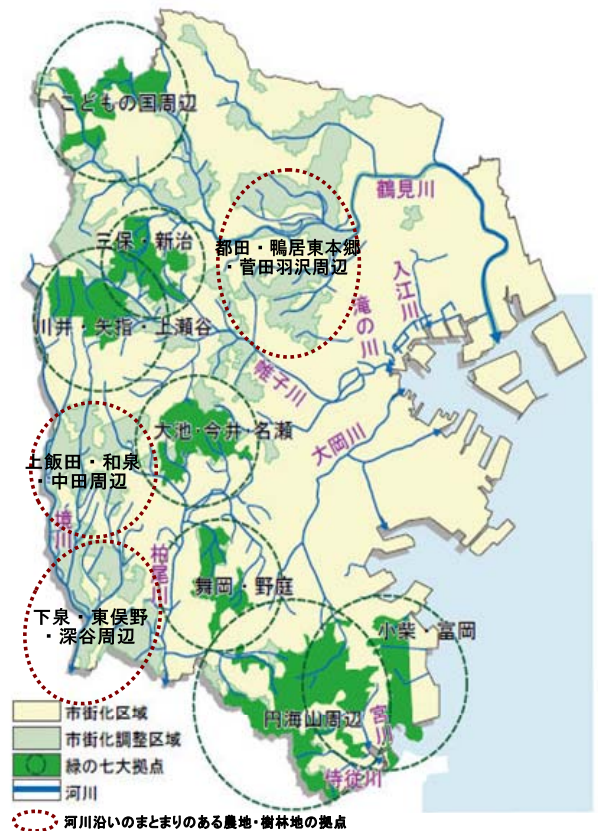 こどもの国周辺
鶴見川
三保・新治
都田・鴨居東本郷
・菅田羽沢周辺
入江川
滝の川
川井・矢指・上瀬谷
帷子川
大池・今井・名瀬
大岡川
上飯田・和泉
・中田周辺
境川
柏尾川
舞岡・野庭
下泉・東俣野
・深谷周辺
小柴・富岡
円海山周辺
宮川
侍従川
市街化区域
市街化調整区域
緑の七大拠点
河川
河川沿いのまとまりのある農地・樹林地の拠点